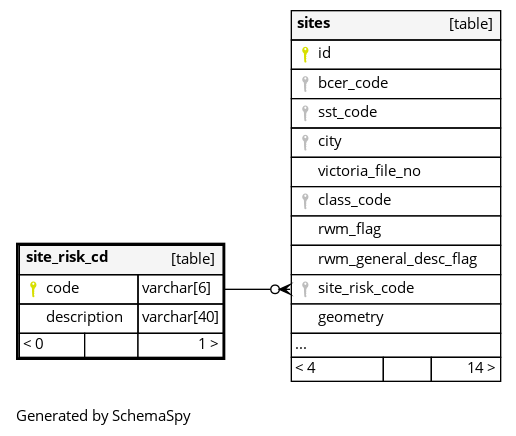 sites [table]
id
bcer_code
sst_code
city
victoria_file_no
class_code
rwm_flag
rwm_general_desc_flag
site_risk_code
geometry
...
< 4 14 >
site_risk_cd [table]
code varchar[6]
description varchar[40]
< 0 1 >
Generated by SchemaSpy